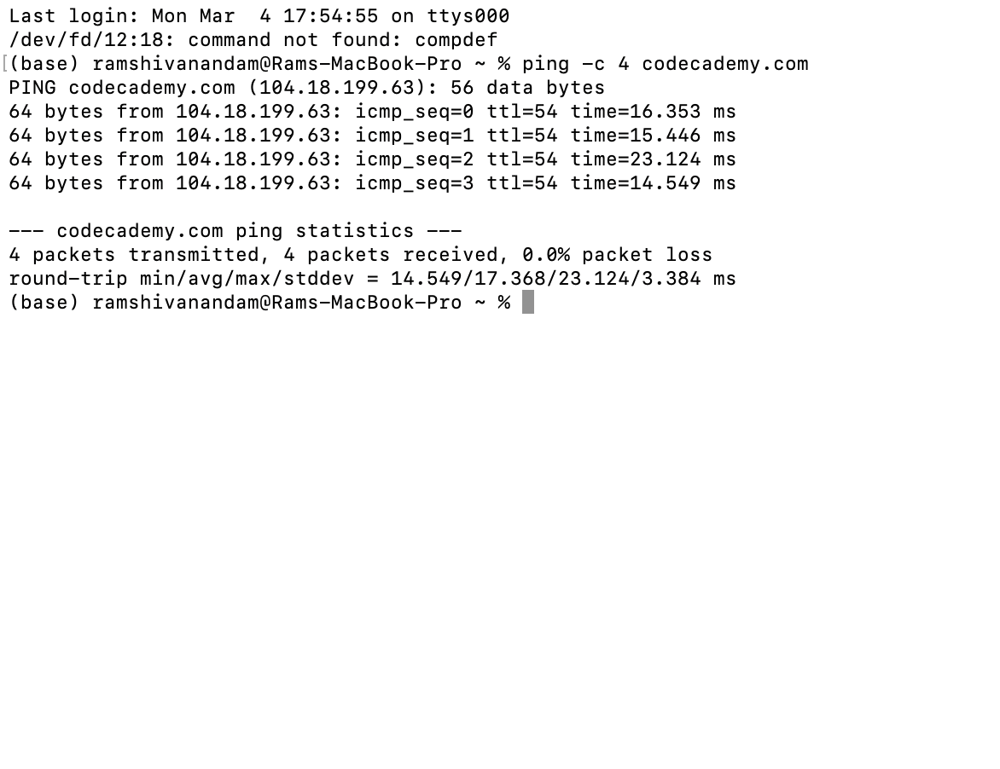 Last login: Mon Mar  4 17:54:55 on ttys000
/dev/fd/12:18: command not found: compdef
[(base) ramshivanandam@Rams-MacBook-Pro ~ % ping -c 4 codecademy.com
PING codecademy.com (104.18.199.63): 56 data bytes
64 bytes from 104.18.199.63: icmp_seq=0 ttl=54 time=16.353 ms
64 bytes from 104.18.199.63: icmp_seq=1 ttl=54 time=15.446 ms
64 bytes from 104.18.199.63: icmp_seq=2 ttl=54 time=23.124 ms
64 bytes from 104.18.199.63: icmp_seq=3 ttl=54 time=14.549 ms

--- codecademy.com ping statistics ---
4 packets transmitted, 4 packets received, 0.0% packet loss
round-trip min/avg/max/stddev = 14.549/17.368/23.124/3.384 ms
(base) ramshivanandam@Rams-MacBook-Pro ~ %